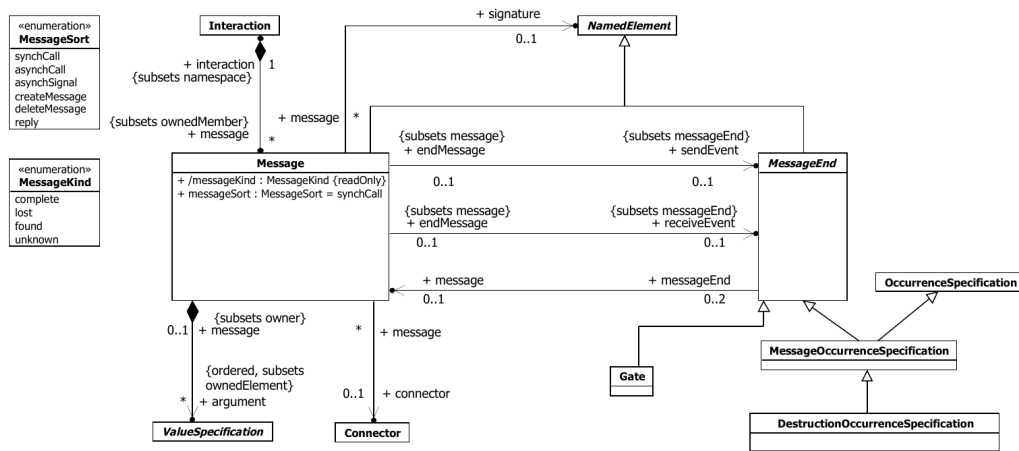 «enumeration»
MessageSort
synchCall
asynchCall
asynchSignal
createMessage
deleteMessage
reply
«enumeration»
MessageKind
complete
lost
found
unknown
Interaction
+ interaction
1
{subsets namespace}
{subsets ownedMember}
+ message
*
+ signature
0..1
NamedElement
+ message
*
Message
+ /messageKind : MessageKind {readOnly}
+ messageSort : MessageSort = synchCall
{subsets message}
+ endMessage
0..1
{subsets messageEnd}
+ sendEvent
0..1
{subsets message}
+ endMessage
0..1
{subsets messageEnd}
+ receiveEvent
0..1
+ message
0..1
+ messageEnd
0..2
MessageEnd
{subsets owner}
0..1
+ message
{ordered, subsets
ownedElement}
*
+ argument
ValueSpecification
*
+ message
0..1
+ connector
Connector
Gate
OccurrenceSpecification
MessageOccurrenceSpecification
DestructionOccurrenceSpecification